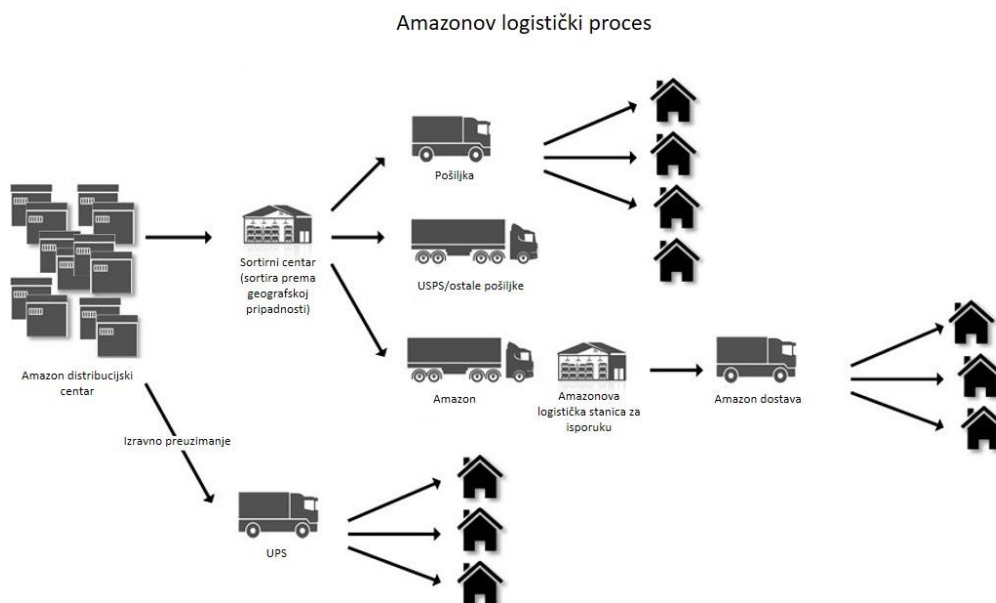 Amazonov logistički proces
Pošiljka
Sortirni centar
(sortira prema
geografskoj
pripadnosti)
USPS/ostale pošiljke
Amazon distribucijski
centar
Amazon
Amazonova
logistička stanica za
isporuku
Amazon dostava
Izravno preuzimanje
UPS